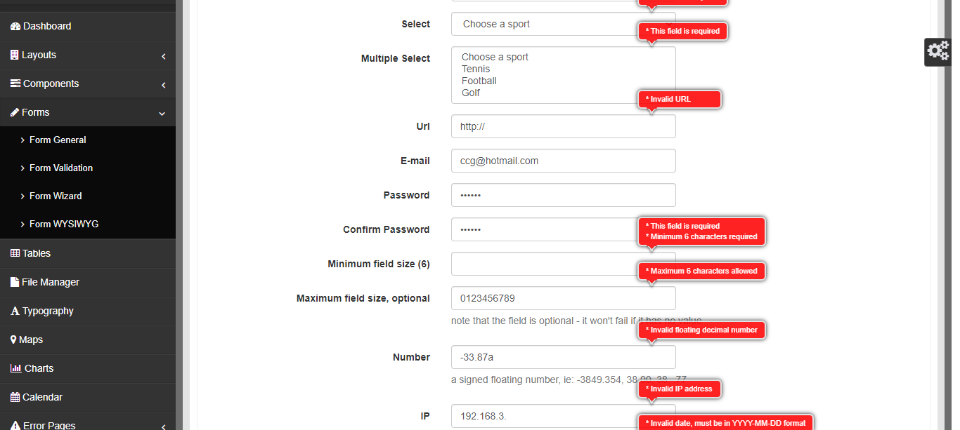 Dashboard
Layouts
Components
Forms
Form General
Form Validation
Form Wizard
Form WYSIWYG
Tables
File Manager
Typography
Maps
Charts
Calendar
Error Pages
Select
Choose a sport
* This field is required
Multiple Select
Choose a sport
Tennis
Football
Golf
* Invalid URL
Url
http://
E-mail
ccg@hotmail.com
Password
••••••
Confirm Password
••••••
* This field is required
* Minimum 6 characters required
Minimum field size (6)
* Maximum 6 characters allowed
Maximum field size, optional
0123456789
note that the field is optional - it won't fail if it has no value
* Invalid floating decimal number
Number
-33.87a
a signed floating number, ie: -3849.354, 38.00, 38, .77
* Invalid IP address
IP
192.168.3.
* Invalid date, must be in YYYY-MM-DD format